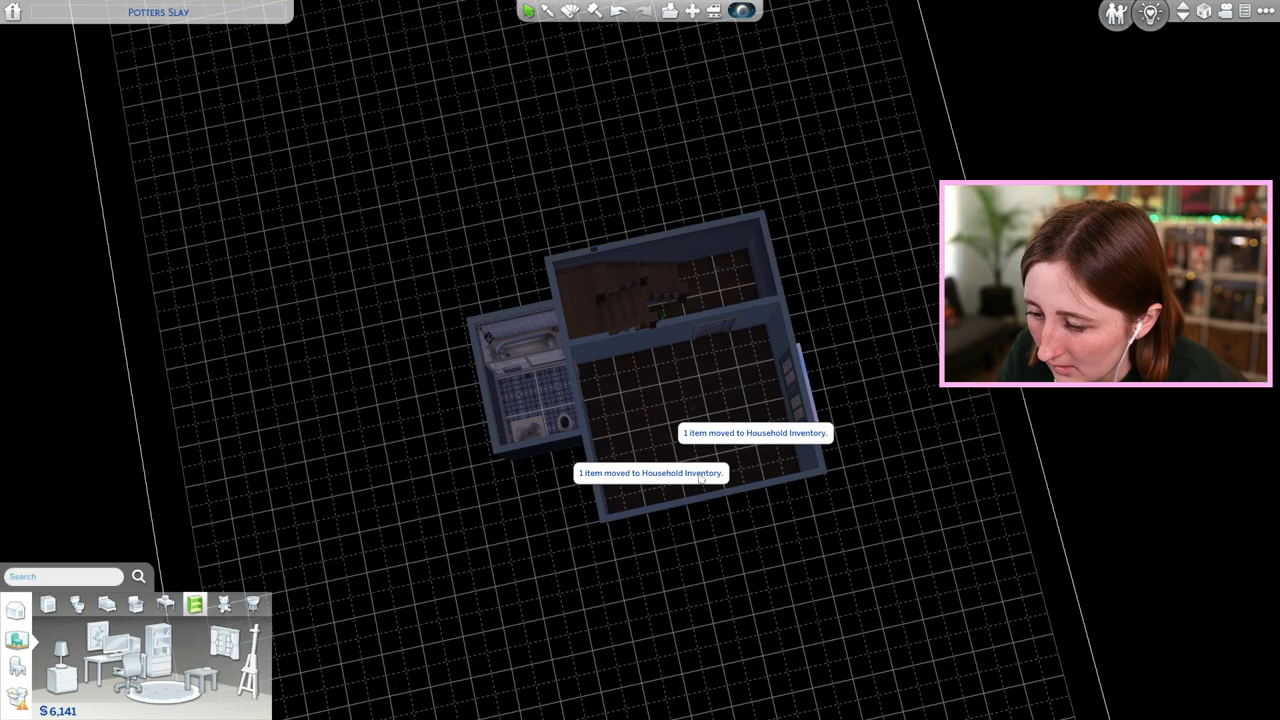 POTTERS SLAY
1 item moved to Household Inventory.
1 item moved to Household Inventory.
Search
§6,141